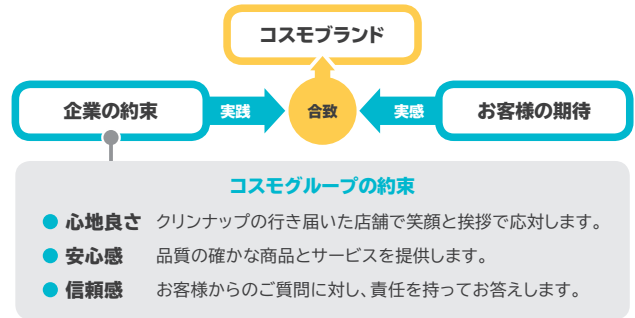 コスモブランド
企業の約束
実践
合致
実感
お客様の期待
コスモグループの約束
● 心地良さ クリンナップの行き届いた店舗で笑顔と挨拶で応対します。
● 安心感 品質の確かな商品とサービスを提供します。
● 信頼感 お客様からのご質問に対し、責任を持ってお答えします。